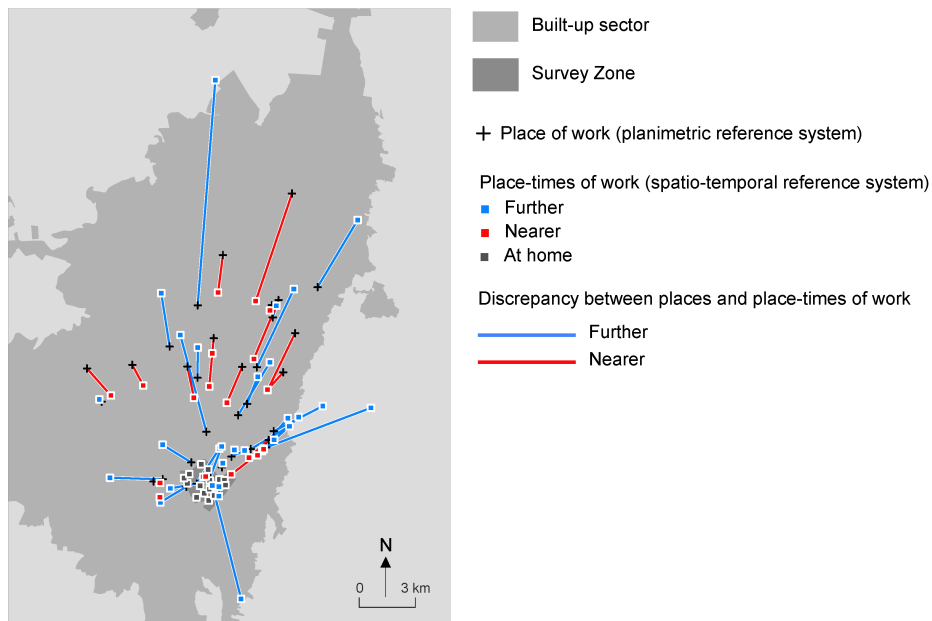 Built-up sector
Survey Zone
Place of work (planimetric reference system)
Place-times of work (spatio-temporal reference system)
Further
Nearer
At home
Discrepancy between places and place-times of work
Further
Nearer
N
0 3 km